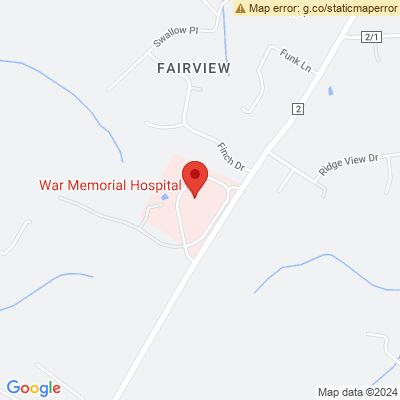 Map error: g.co/staticmaperror
Swallow Pl
2/1
Funk Ln
FAIRVIEW
2
Finch Dr
Ridge View Dr
War Memorial Hospital
Google
Map data ©2024